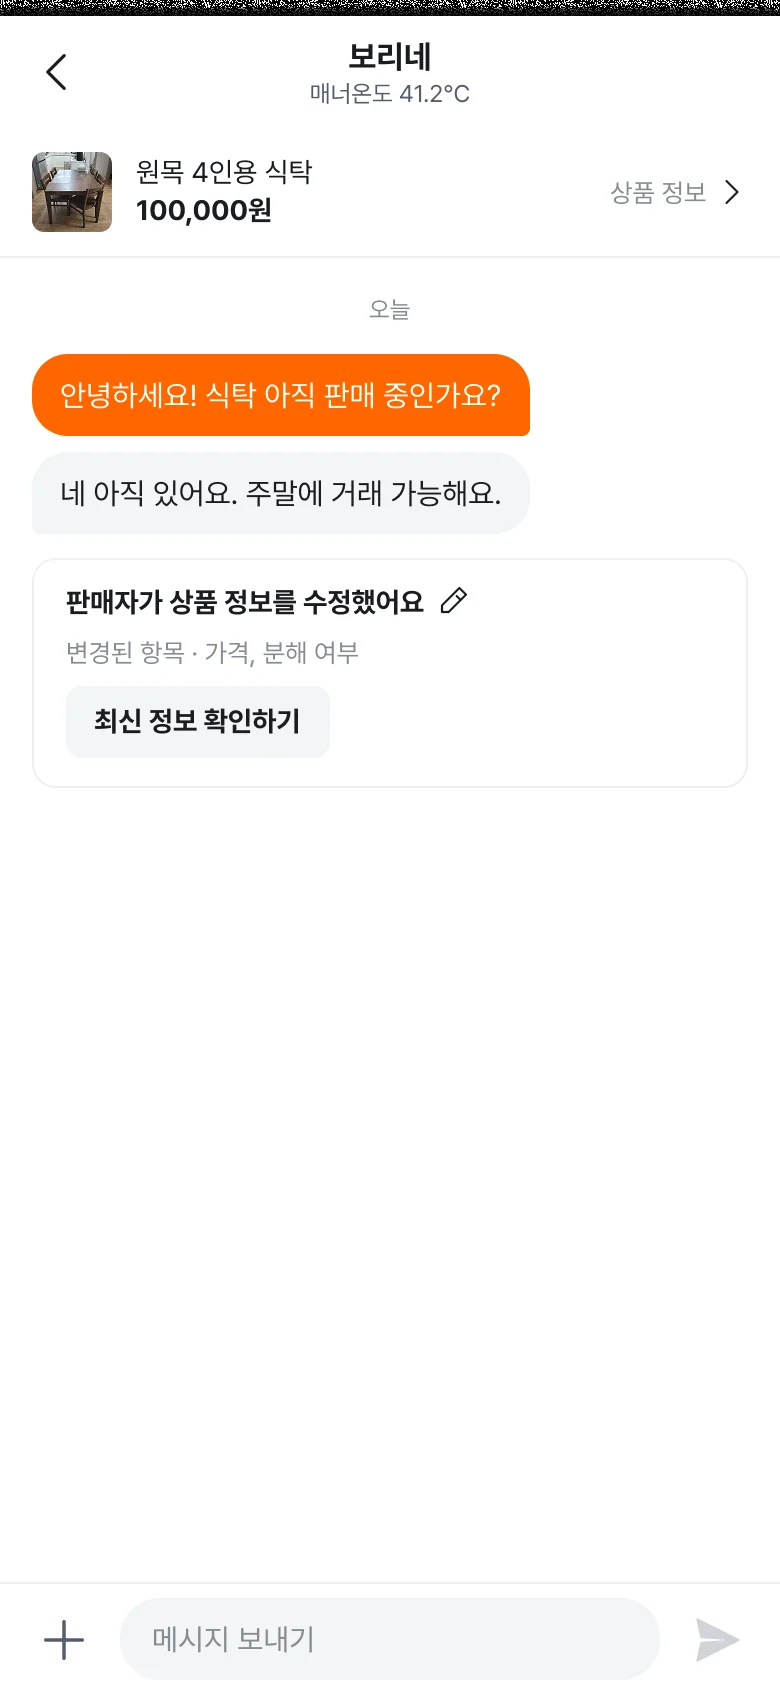 보리네
매너온도 41.2°C
원목 4인용 식탁
100,000원
상품 정보
오늘
안녕하세요! 식탁 아직 판매 중인가요?
네 아직 있어요. 주말에 거래 가능해요.
판매자가 상품 정보를 수정했어요
변경된 항목 · 가격, 분해 여부
최신 정보 확인하기
메시지 보내기